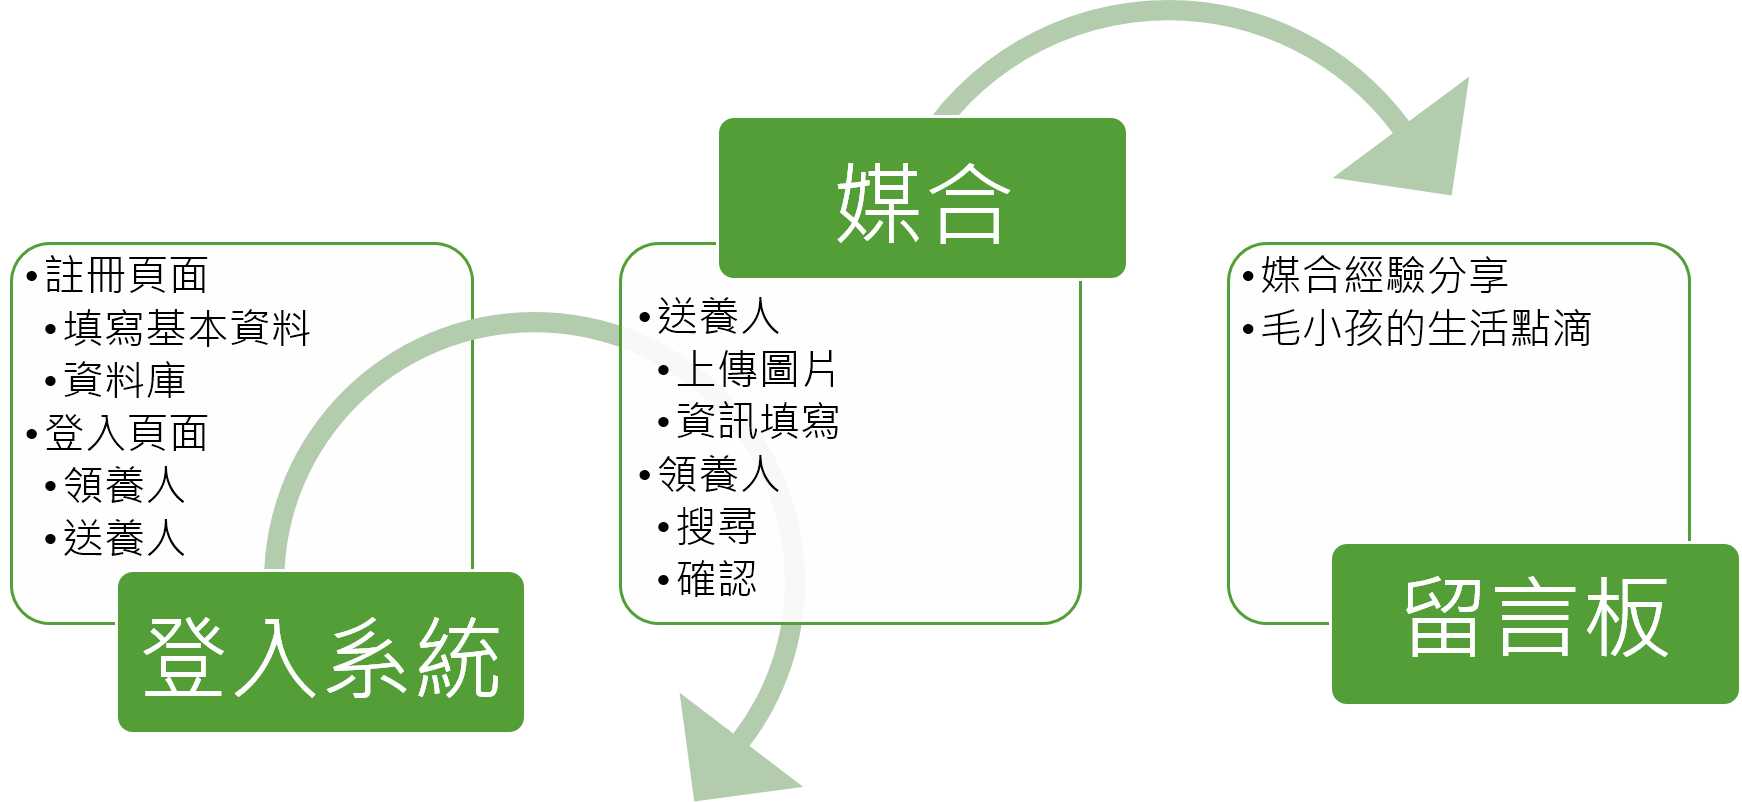 • 註冊頁面
• 填寫基本資料
• 資料庫
• 登入頁面
• 領養人
• 送養人
登入系統
媒合
• 送養人
• 上傳圖片
• 資訊填寫
• 領養人
• 搜尋
• 確認
• 媒合經驗分享
• 毛小孩的生活點滴
留言板